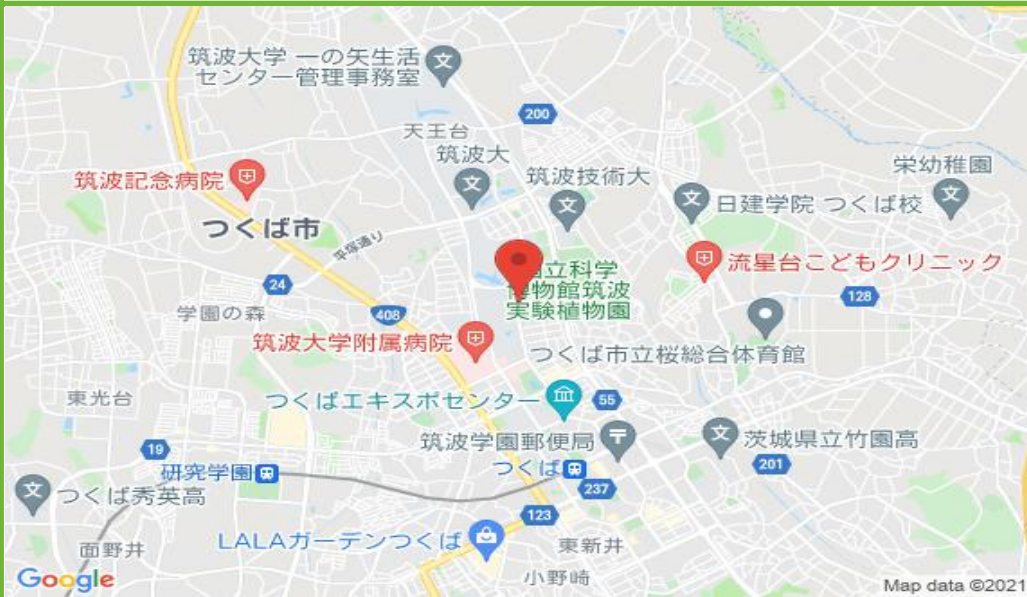 筑波大学 一の矢生活
センター管理事務室
200
天王台
筑波大
筑波技術大
栄幼稚園
筑波記念病院
日建学院 つくば校
つくば市
平塚通り
立科学
博物館筑波
実験植物園
流星台こどもクリニック
24
128
学園の森
408
筑波大学附属病院
つくば市立桜総合体育館
東光台
つくばエキスポセンター
55
筑波学園郵便局
茨城県立竹園高
19
研究学園
つくば
201
つくば秀英高
237
123
面野井
LALAガーデンつくば
東新井
小野崎
Google
Map data ©2021